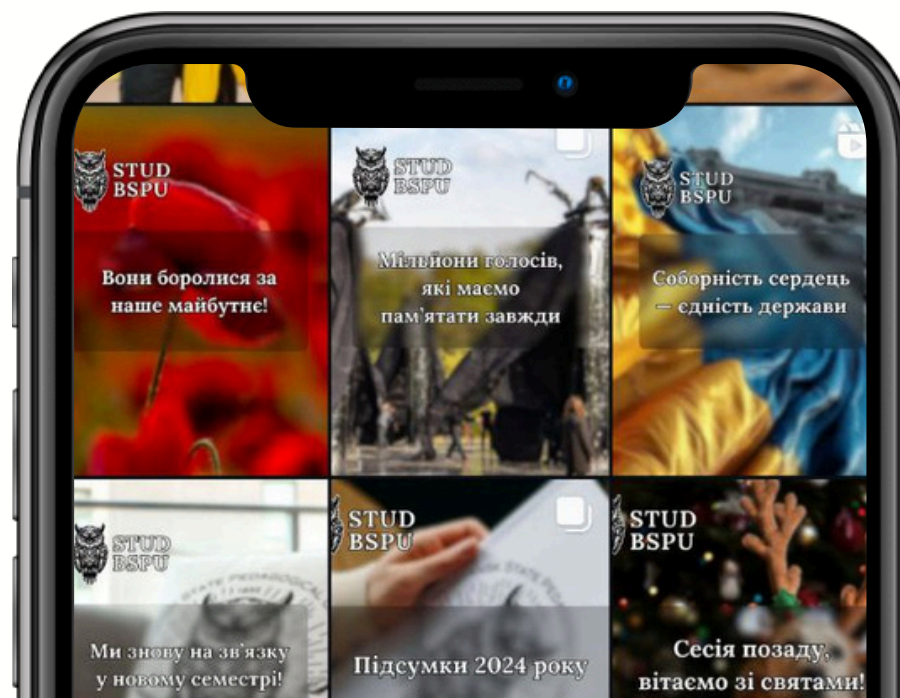 STUD
BSPU
Вони боролися за
наше майбутнє!
STUD
BSPU
Мільйони голосів,
які маємо
пам'ятати завжди
STUD
BSPU
Соборність сердець
— єдність держави
STUD
BSPU
Ми знову на зв'язку
у новому семестрі!
STUD
BSPU
Підсумки 2024 року
STUD
BSPU
Сесія позаду,
вітаємо зі святами!